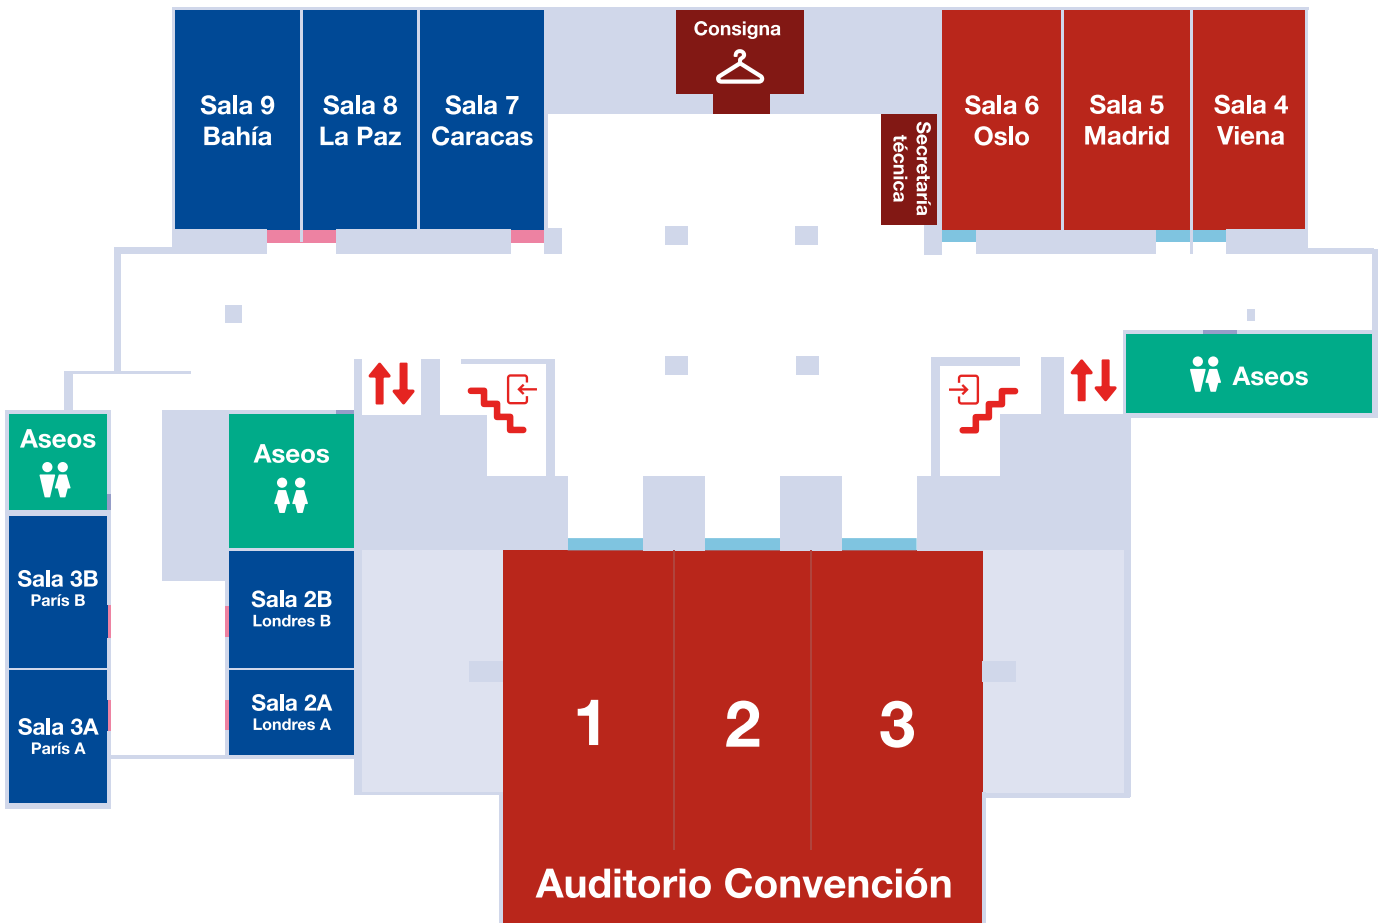 Consigna
Sala 9
Bahía
Sala 8
La Paz
Sala 7
Caracas
Secretaría
técnica
Sala 6
Oslo
Sala 5
Madrid
Sala 4
Viena
Aseos
Aseos
Aseos
Sala 3B
París B
Sala 2B
Londres B
Sala 3A
París A
Sala 2A
Londres A
1
2
3
Auditorio Convención